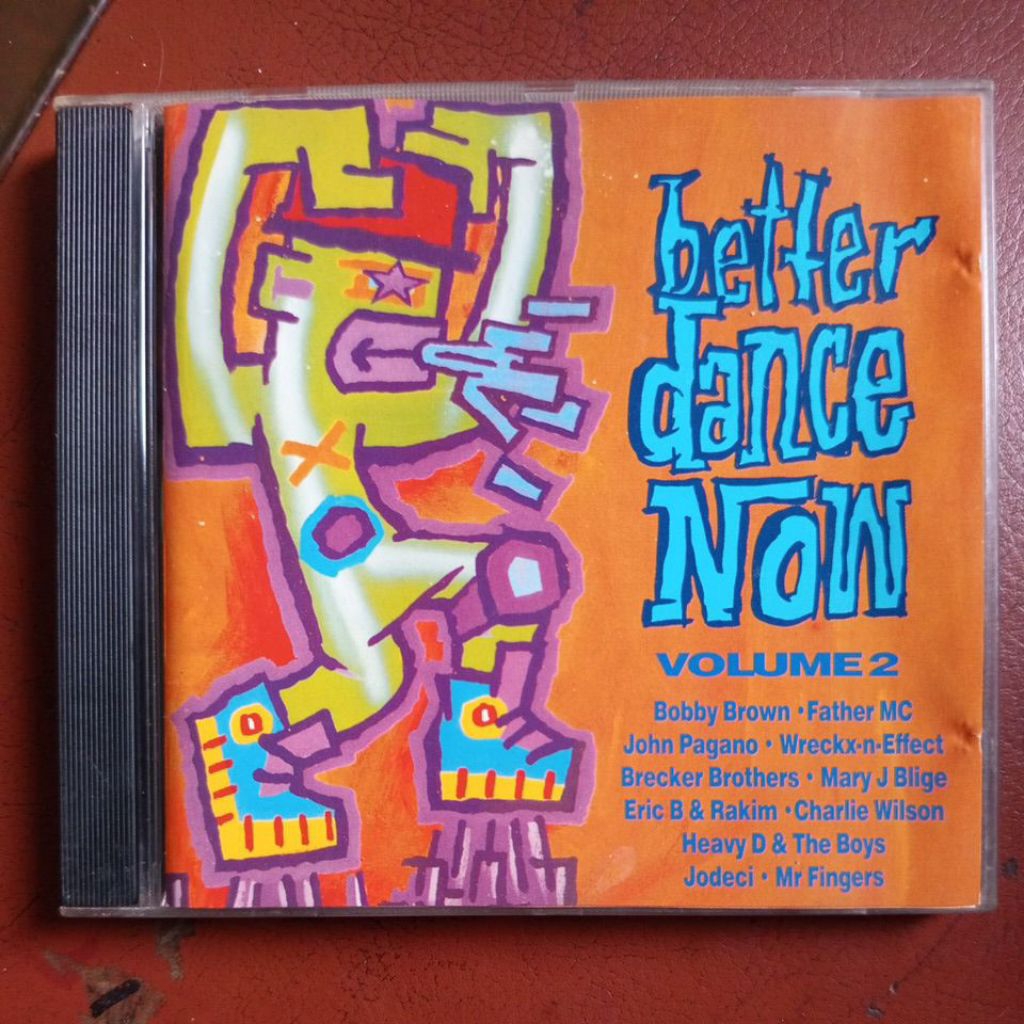 better
dance
NOW
VOLUME 2
Bobby Brown • Father MC
John Pagano • Wreckx-n-Effect
Brecker Brothers • Mary J Blige
Eric B & Rakim • Charlie Wilson
Heavy D & The Boys
Jodeci • Mr Fingers